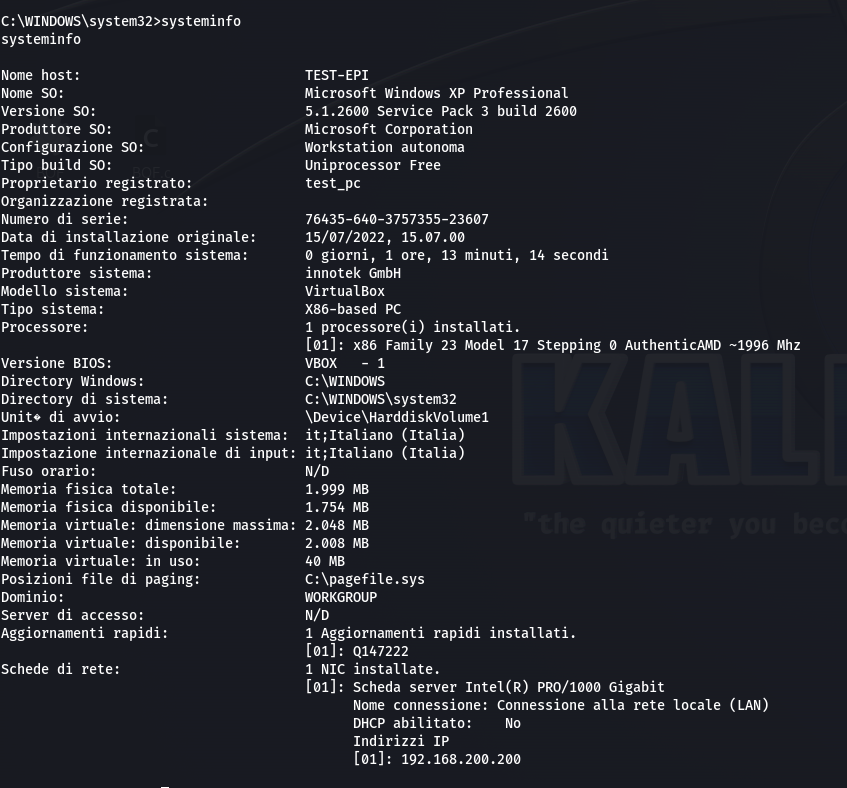 C:\WINDOWS\system32>systeminfo
systeminfo
Nome host: TEST-EPI
Nome SO: Microsoft Windows XP Professional
Versione SO: 5.1.2600 Service Pack 3 build 2600
Produttore SO: Microsoft Corporation
Configurazione SO: Workstation autonoma
Tipo build SO: Uniprocessor Free
Proprietario registrato: test_pc
Organizzazione registrata:
Numero di serie: 76435-640-3757355-23607
Data di installazione originale: 15/07/2022, 15.07.00
Tempo di funzionamento sistema: 0 giorni, 1 ore, 13 minuti, 14 secondi
Produttore sistema: innotek GmbH
Modello sistema: VirtualBox
Tipo sistema: X86-based PC
Processore: 1 processore(i) installati.
[01]: x86 Family 23 Model 17 Stepping 0 AuthenticAMD ~1996 Mhz
Versione BIOS: VBOX   - 1
Directory Windows: C:\WINDOWS
Directory di sistema: C:\WINDOWS\system32
Unit� di avvio: \Device\HarddiskVolume1
Impostazioni internazionali sistema: it;Italiano (Italia)
Impostazione internazionale di input: it;Italiano (Italia)
Fuso orario: N/D
Memoria fisica totale: 1.999 MB
Memoria fisica disponibile: 1.754 MB
Memoria virtuale: dimensione massima: 2.048 MB
Memoria virtuale: disponibile: 2.008 MB
Memoria virtuale: in uso: 40 MB
Posizioni file di paging: C:\pagefile.sys
Dominio: WORKGROUP
Server di accesso: N/D
Aggiornamenti rapidi: 1 Aggiornamenti rapidi installati.
[01]: Q147222
Schede di rete: 1 NIC installate.
[01]: Scheda server Intel(R) PRO/1000 Gigabit
Nome connessione: Connessione alla rete locale (LAN)
DHCP abilitato:    No
Indirizzi IP
[01]: 192.168.200.200
KAL
"the quieter you bec